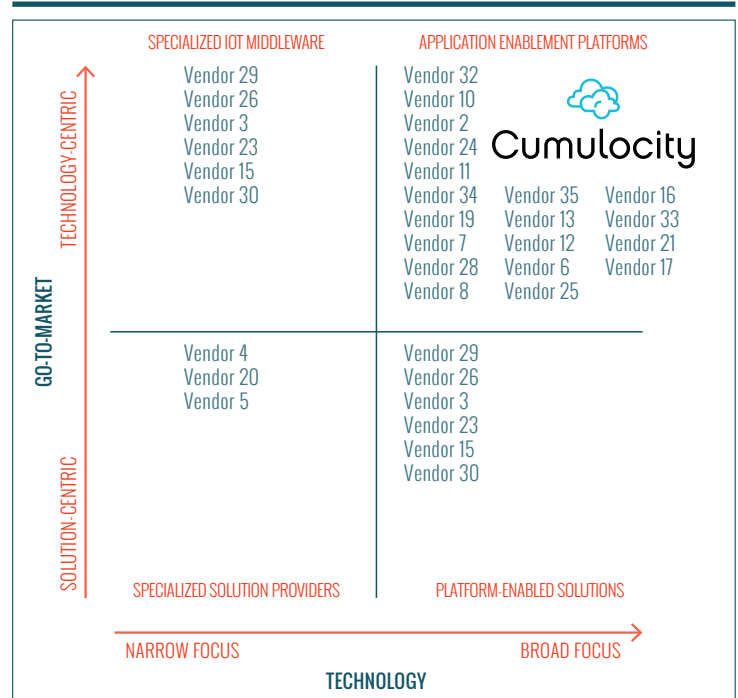 SPECIALIZED IOT MIDDLEWARE
APPLICATION ENABLEMENT PLATFORMS
TECHNOLOGY-CENTRIC
GO-TO-MARKET
SOLUTION-CENTRIC
Vendor 29
Vendor 26
Vendor 3
Vendor 23
Vendor 15
Vendor 30
Vendor 32
Vendor 10
Vendor 2
Vendor 24
Vendor 11
Vendor 34
Vendor 19
Vendor 7
Vendor 28
Vendor 8
Cumulocity
Vendor 35
Vendor 13
Vendor 12
Vendor 6
Vendor 25
Vendor 16
Vendor 33
Vendor 21
Vendor 17
Vendor 4
Vendor 20
Vendor 5
Vendor 29
Vendor 26
Vendor 3
Vendor 23
Vendor 15
Vendor 30
SPECIALIZED SOLUTION PROVIDERS
PLATFORM-ENABLED SOLUTIONS
NARROW FOCUS
BROAD FOCUS
TECHNOLOGY